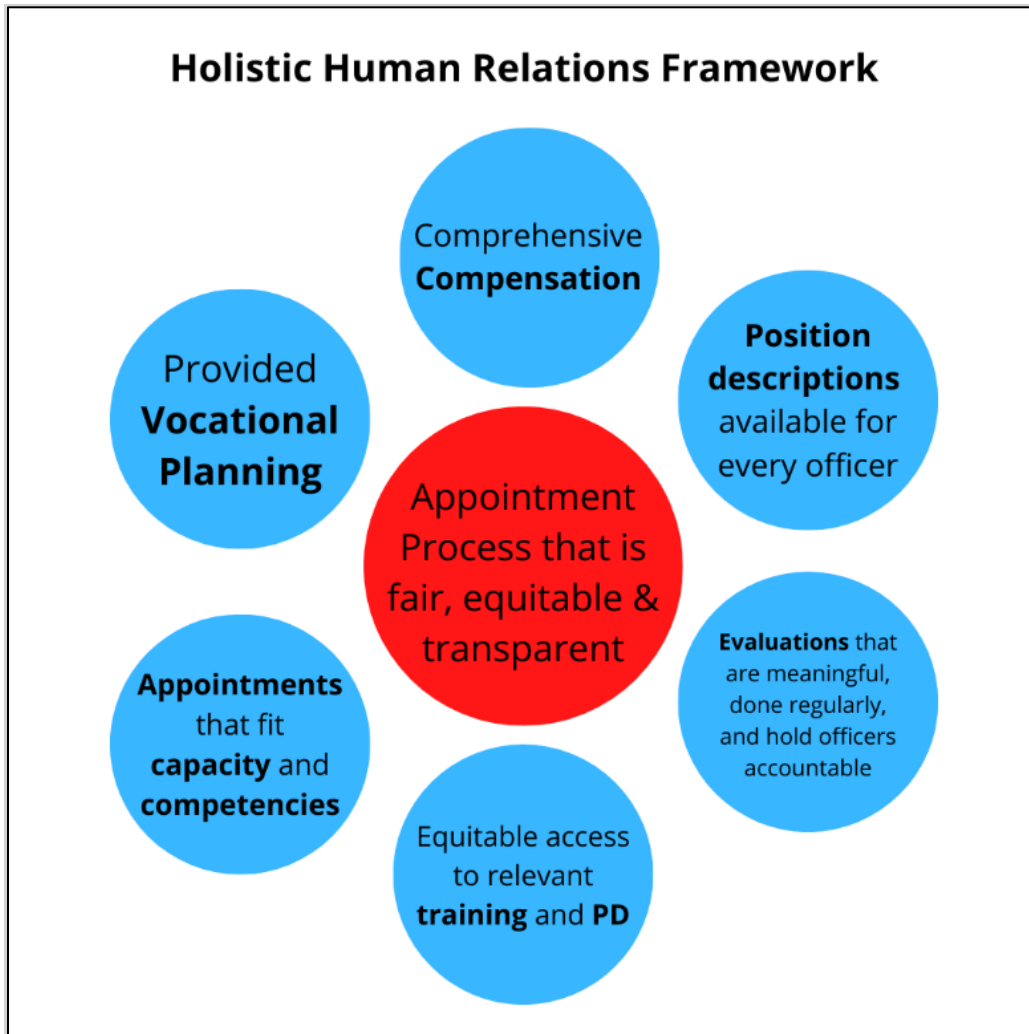 Holistic Human Relations Framework
Comprehensive
Compensation
Position
descriptions
available for
every officer
Provided
Vocational
Planning
Appointment
Process that is
fair, equitable &
transparent
Evaluations that
are meaningful,
done regularly,
and hold officers
accountable
Appointments
that fit
capacity and
competencies
Equitable access
to relevant
training and PD